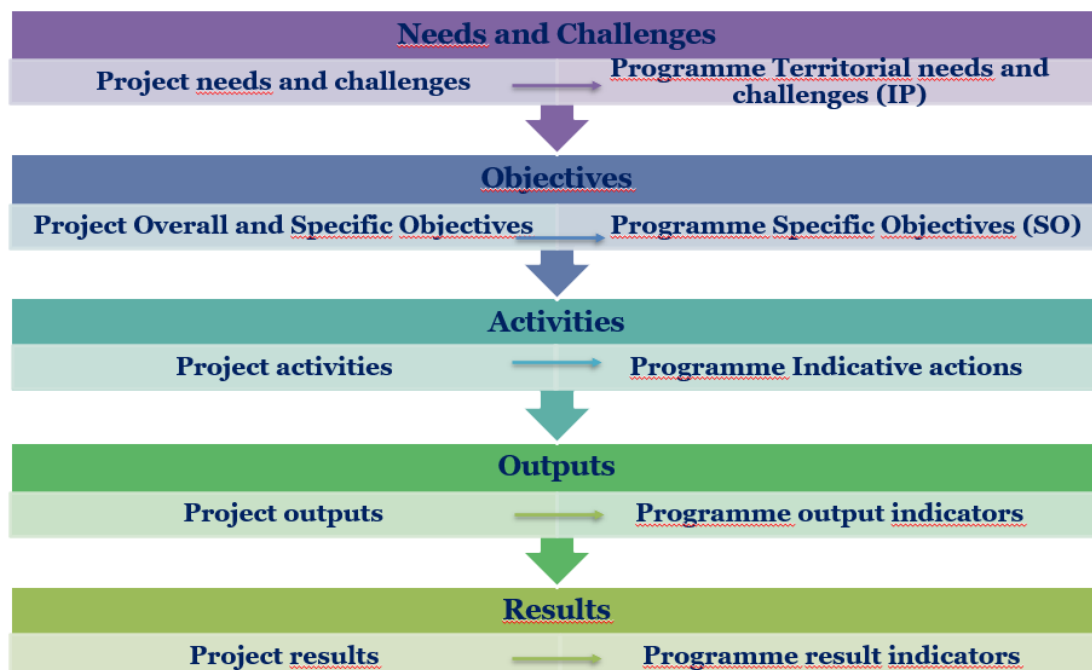 Needs and Challenges
Project needs and challenges
Programme Territorial needs and
challenges (IP)
Objectives
Project Overall and Specific Objectives
Programme Specific Objectives (SO)
Activities
Project activities
Programme Indicative actions
Outputs
Project outputs
Programme output indicators
Results
Project results
Programme result indicators